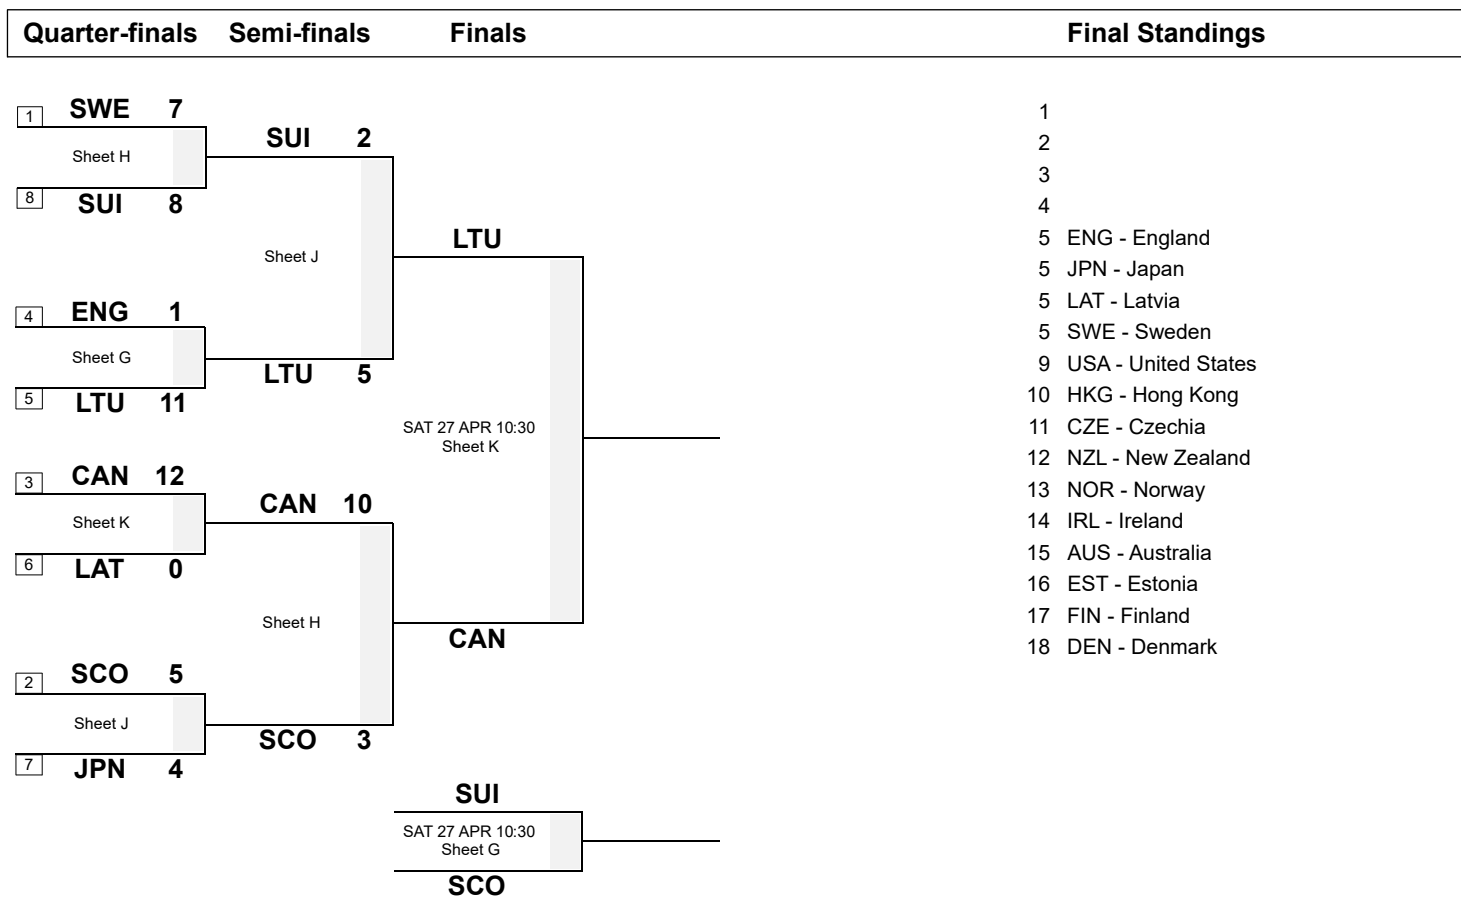 Quarter-finals Semi-finals Finals Final Standings
1 SWE 7
Sheet H
8 SUI 8
SUI 2
Sheet J
LTU 5
4 ENG 1
Sheet G
5 LTU 11
3 CAN 12
Sheet K
6 LAT 0
CAN 10
Sheet H
SCO 3
2 SCO 5
Sheet J
7 JPN 4
LTU
SAT 27 APR 10:30
Sheet K
CAN
SUI
SAT 27 APR 10:30
Sheet G
SCO
1
2
3
4
5 ENG - England
5 JPN - Japan
5 LAT - Latvia
5 SWE - Sweden
9 USA - United States
10 HKG - Hong Kong
11 CZE - Czechia
12 NZL - New Zealand
13 NOR - Norway
14 IRL - Ireland
15 AUS - Australia
16 EST - Estonia
17 FIN - Finland
18 DEN - Denmark